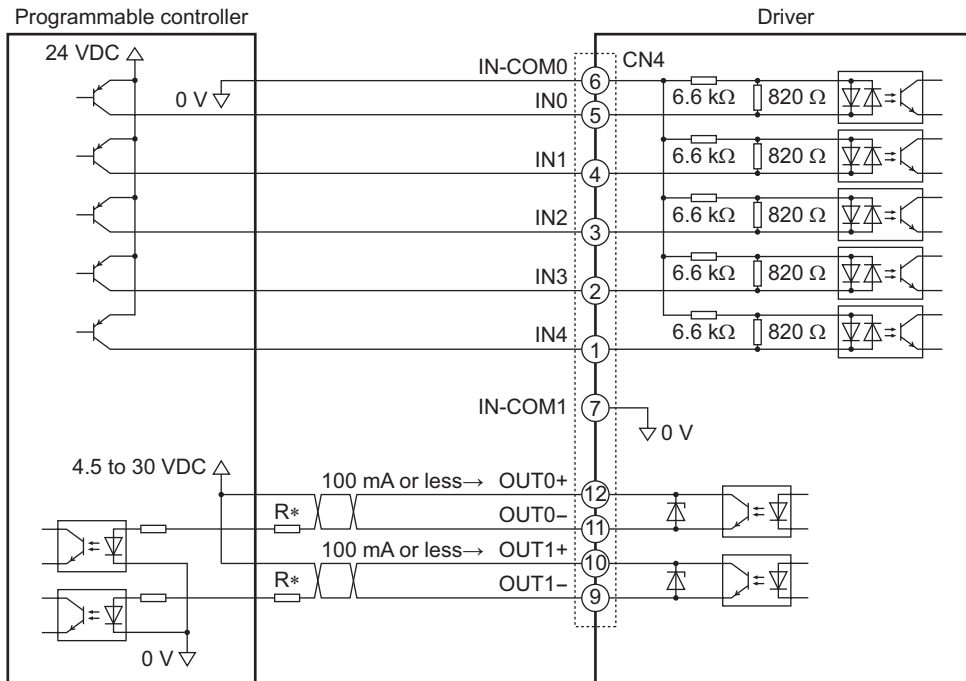 Programmable controller
Driver
24 VDC
IN-COM0
6
CN4
0 V
6.6 kΩ
820 Ω
IN0
5
IN1
4
6.6 kΩ
820 Ω
IN2
3
6.6 kΩ
820 Ω
IN3
2
6.6 kΩ
820 Ω
IN4
1
6.6 kΩ
820 Ω
IN-COM1
7
0 V
4.5 to 30 VDC
100 mA or less→
OUT0+
12
R*
OUT0−
11
100 mA or less→
OUT1+
10
R*
OUT1−
9
0 V